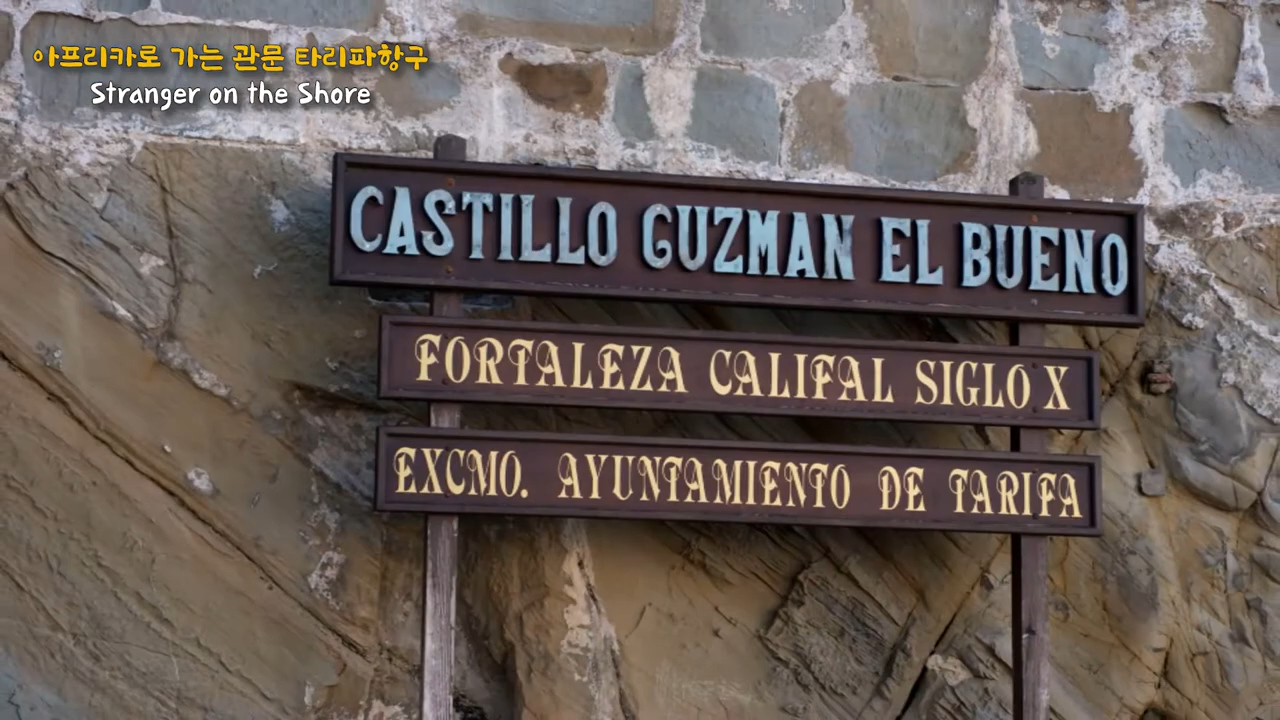 아프리카로 가는 관문 타리파항구
Stranger on the Shore
CASTILLO GUZMAN EL BUENO
FORTALEZA CALIFAL SIGLO X
EXCMO. AYUNTAMIENTO DE TARIFA